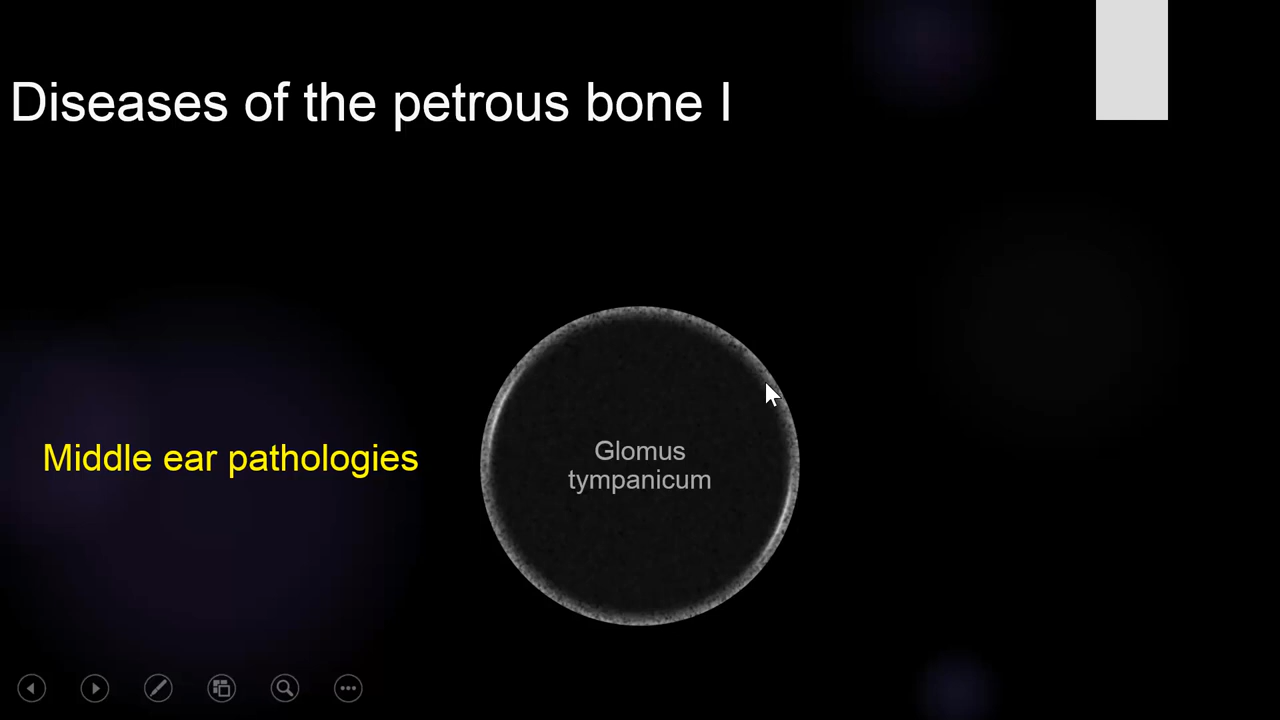 Diseases of the petrous bone I
Middle ear pathologies
Glomus
tympanicum